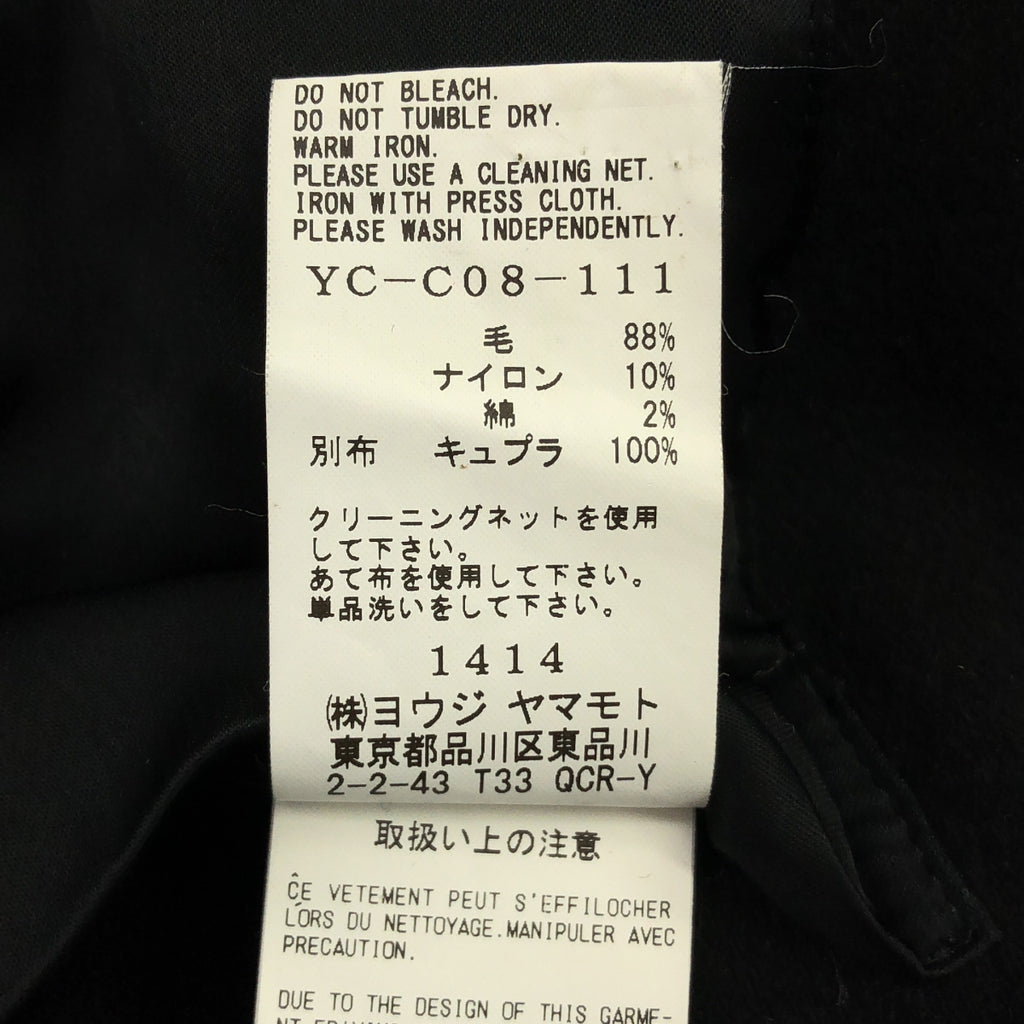 DO NOT BLEACH.
DO NOT TUMBLE DRY.
WARM IRON.
PLEASE USE A CLEANING NET.
IRON WITH PRESS CLOTH.
PLEASE WASH INDEPENDENTLY.
YC-C08-111
毛 88%
ナイロン 10%
綿 2%
別布 キュプラ 100%
クリーニングネットを使用
して下さい。
あて布を使用して下さい。
単品洗いをして下さい。
1414
㈱ヨウジ ヤマモト
東京都品川区東品川
2-2-43 T33 QCR-Y
取扱い上の注意
ĈE VETEMENT PEUT S'EFFILOCHER
LORS DU NETTOYAGE.MANIPULER AVEC
PRECAUTION.
DUE TO THE DESIGN OF THIS GARME-